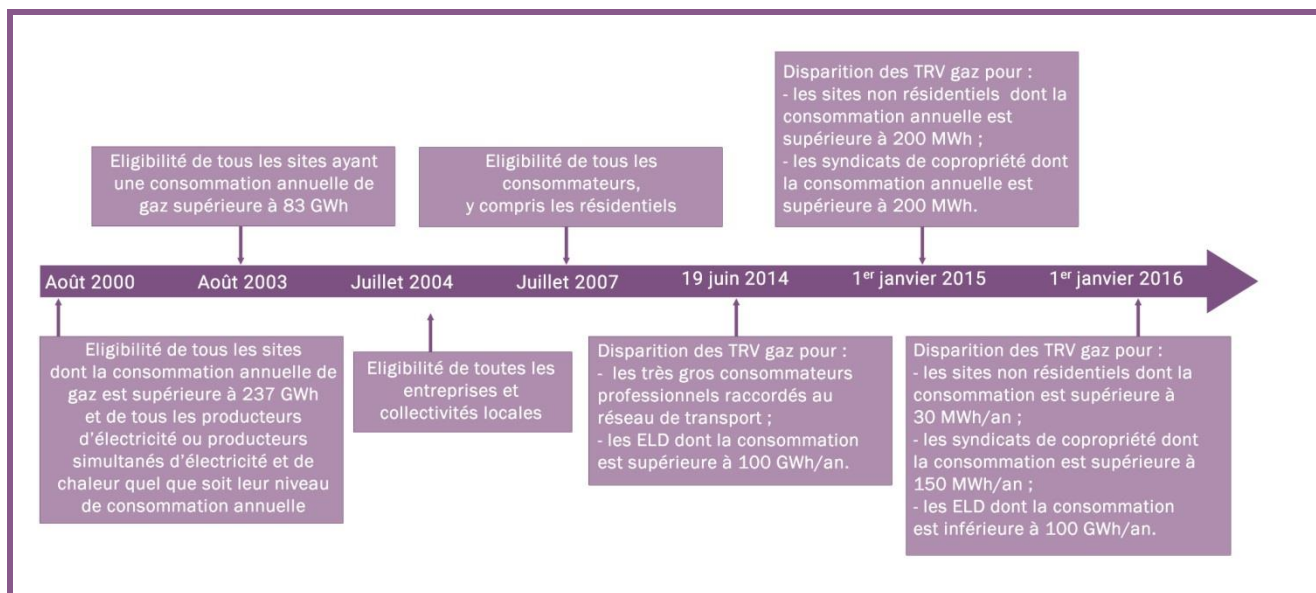 Disparition des TRV gaz pour :
- les sites non résidentiels dont la
consommation annuelle est
supérieure à 200 MWh ;
- les syndicats de copropriété dont
la consommation annuelle est
supérieure à 200 MWh.
Eligibilité de tous les sites ayant
une consommation annuelle de
gaz supérieure à 83 GWh
Eligibilité de tous les
consommateurs,
y compris les résidentiels
Août 2000 Août 2003 Juillet 2004 Juillet 2007 19 juin 2014 1er janvier 2015 1er janvier 2016
Eligibilité de tous les sites
dont la consommation annuelle de
gaz est supérieure à 237 GWh
et de tous les producteurs
d'électricité ou producteurs
simultanés d'électricité et de
chaleur quel que soit leur niveau
de consommation annuelle
Eligibilité de toutes les
entreprises et
collectivités locales
Disparition des TRV gaz pour :
- les très gros consommateurs
professionnels raccordés au
réseau de transport ;
- les ELD dont la consommation
est supérieure à 100 GWh/an.
Disparition des TRV gaz pour :
- les sites non résidentiels dont la
consommation est supérieure à
30 MWh/an ;
- les syndicats de copropriété dont
la consommation est supérieure à
150 MWh/an ;
- les ELD dont la consommation
est inférieure à 100 GWh/an.